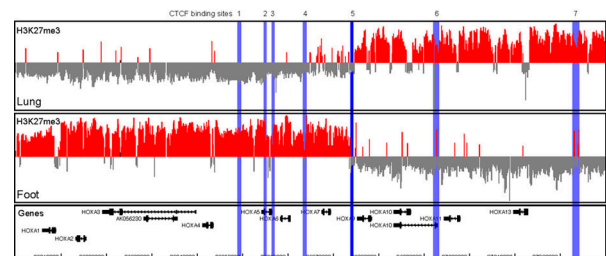 CTCF binding sites 1 2 3 4 5 6 7
H3K27me3
Lung
H3K27me3
Foot
Genes
HOXA3 HOXA5 HOXA7 HOXA10 HOXA13
AK056230 HOXA6 HOXA9 HOXA11
HOXA4 HOXA10
HOXA1
HOXA2